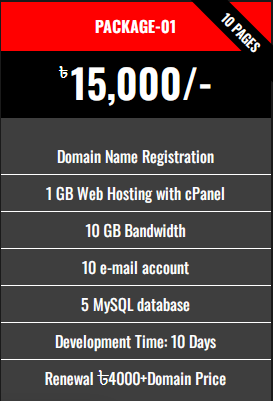 PACKAGE-01
10 PAGES
৳15,000/-
Domain Name Registration
1 GB Web Hosting with cPanel
10 GB Bandwidth
10 e-mail account
5 MySQL database
Development Time: 10 Days
Renewal ৳4000+Domain Price